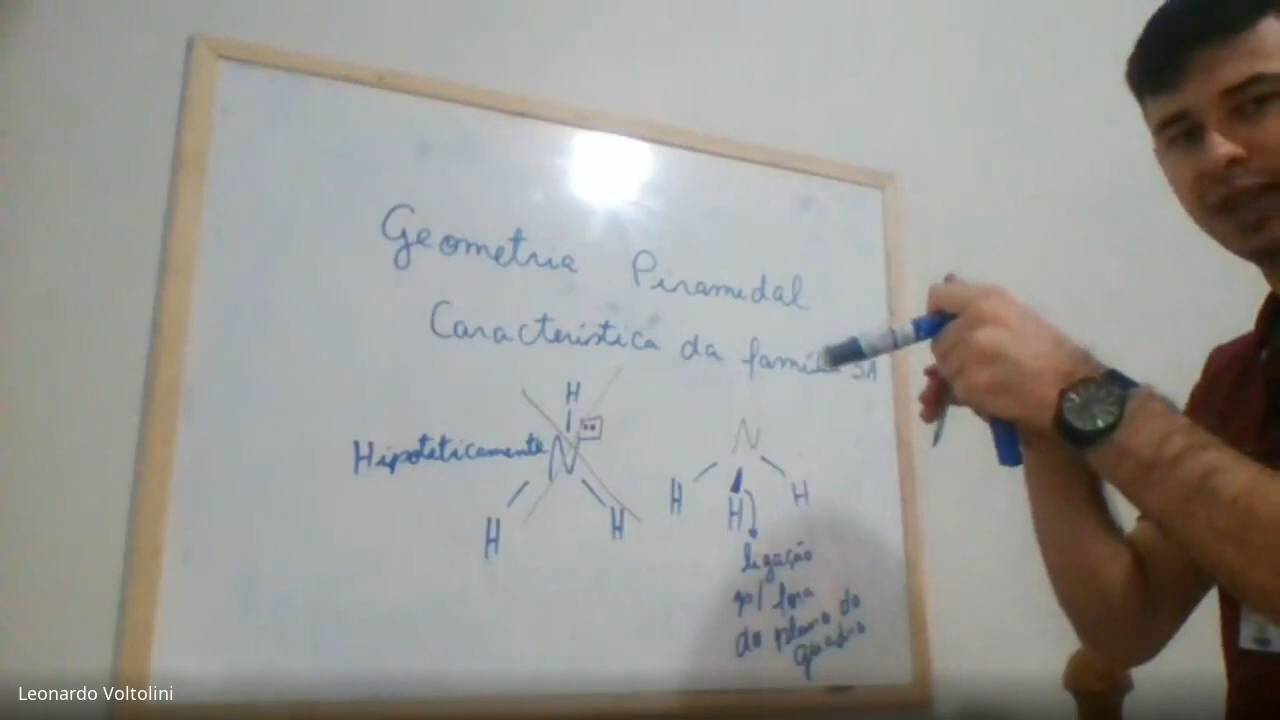 Geometria Piramidal
Característica da família 5A
H
Hipoteticamente N
H H
N
H H H
ligação
p/ fora
do plano do
quadro
Leonardo Voltolini